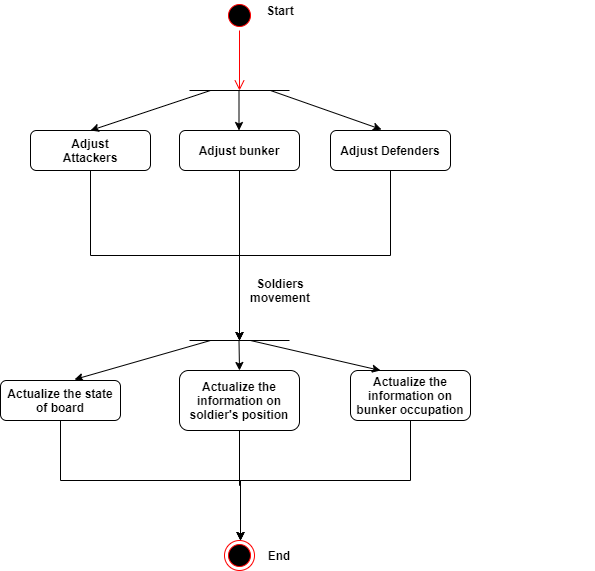 Start
Adjust
Attackers
Adjust bunker
Adjust Defenders
Soldiers
movement
Actualize the state
of board
Actualize the
information on
soldier's position
Actualize the
information on
bunker occupation
End